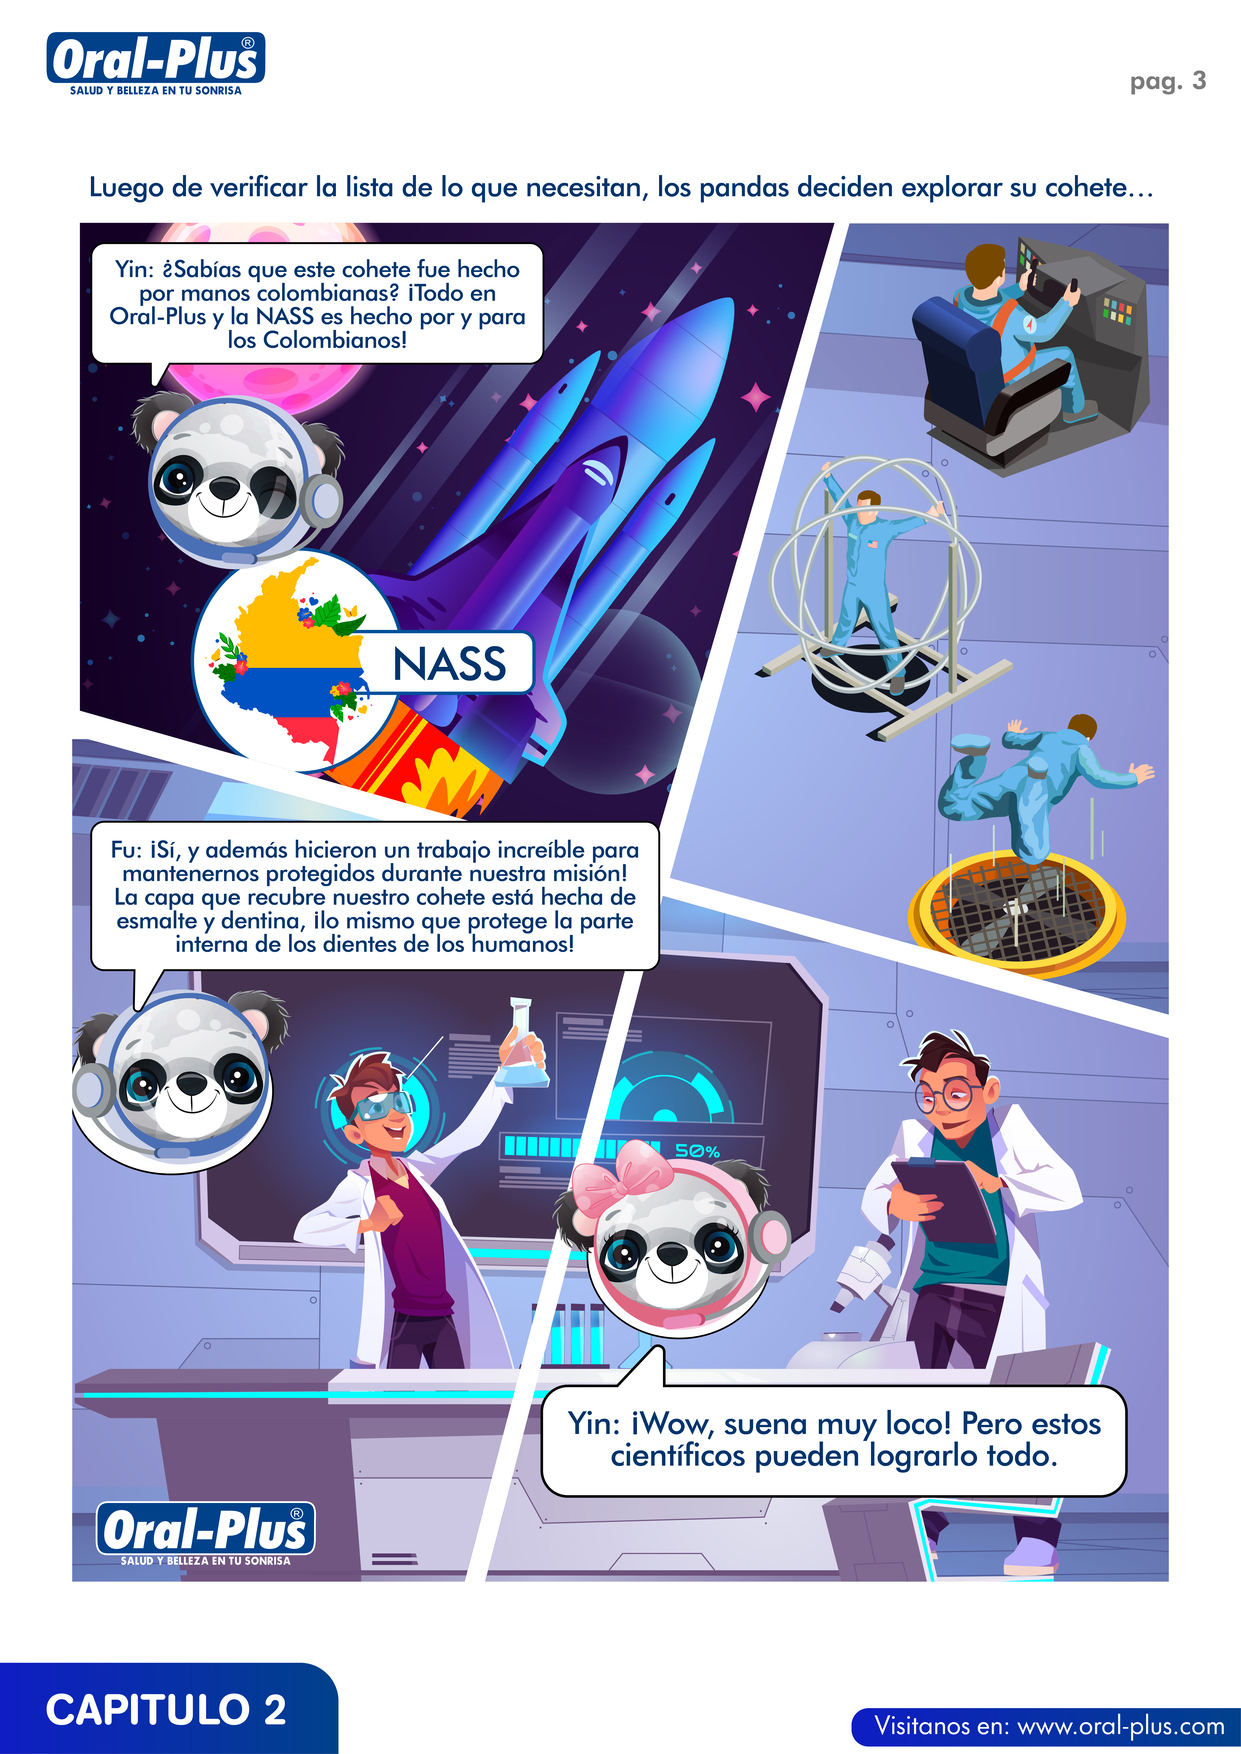 Oral-Plus®
SALUD Y BELLEZA EN TU SONRISA
pag. 3
Luego de verificar la lista de lo que necesitan, los pandas deciden explorar su cohete...
Yin: ¿Sabías que este cohete fue hecho
por manos colombianas? ¡Todo en
Oral-Plus y la NASS es hecho por y para
los Colombianos!
NASS
Fu: ¡Sí, y además hicieron un trabajo increíble para
mantenernos protegidos durante nuestra misión!
La capa que recubre nuestro cohete está hecha de
esmalte y dentina, ¡lo mismo que protege la parte
interna de los dientes de los humanos!
50%
Yin: ¡Wow, suena muy loco! Pero estos
científicos pueden lograrlo todo.
Oral-Plus®
SALUD Y BELLEZA EN TU SONRISA
CAPITULO 2
Visitanos en: www.oral-plus.com